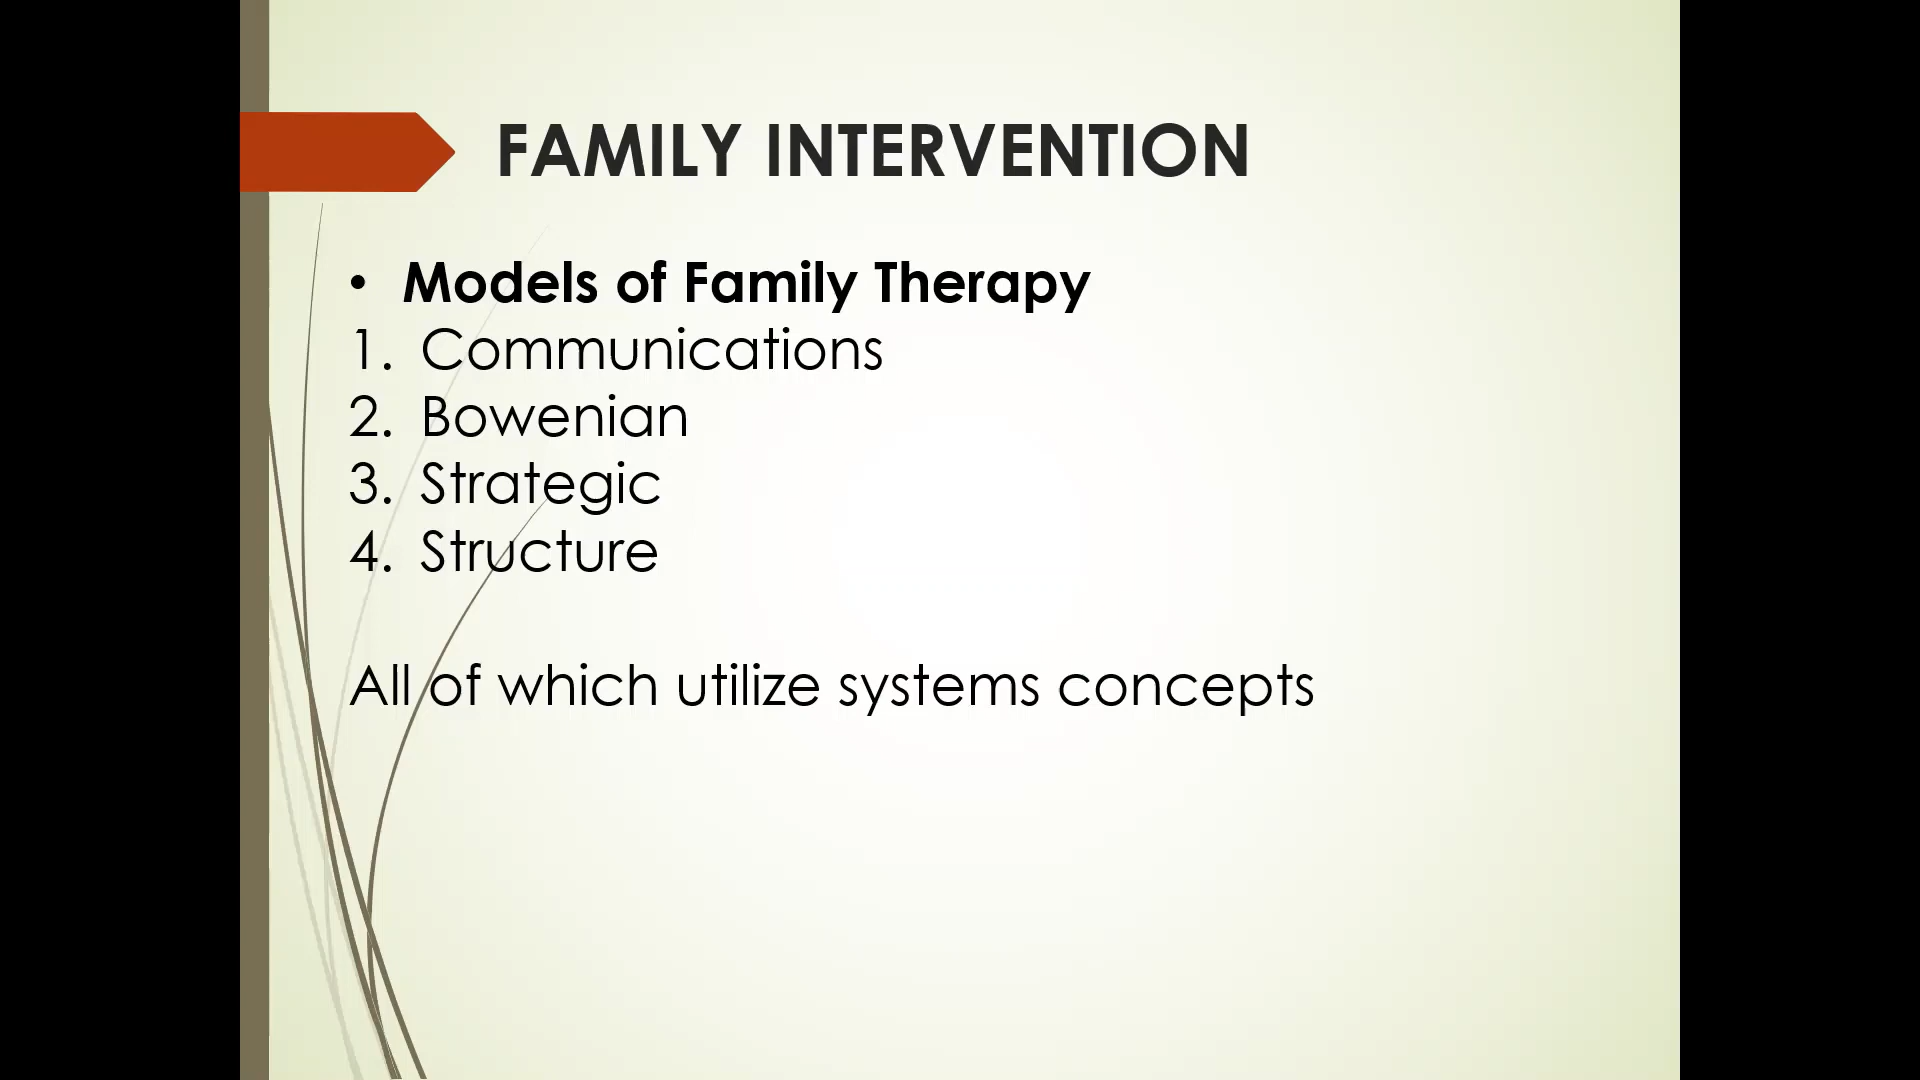 FAMILY INTERVENTION
• Models of Family Therapy
1. Communications
2. Bowenian
3. Strategic
4. Structure
All of which utilize systems concepts